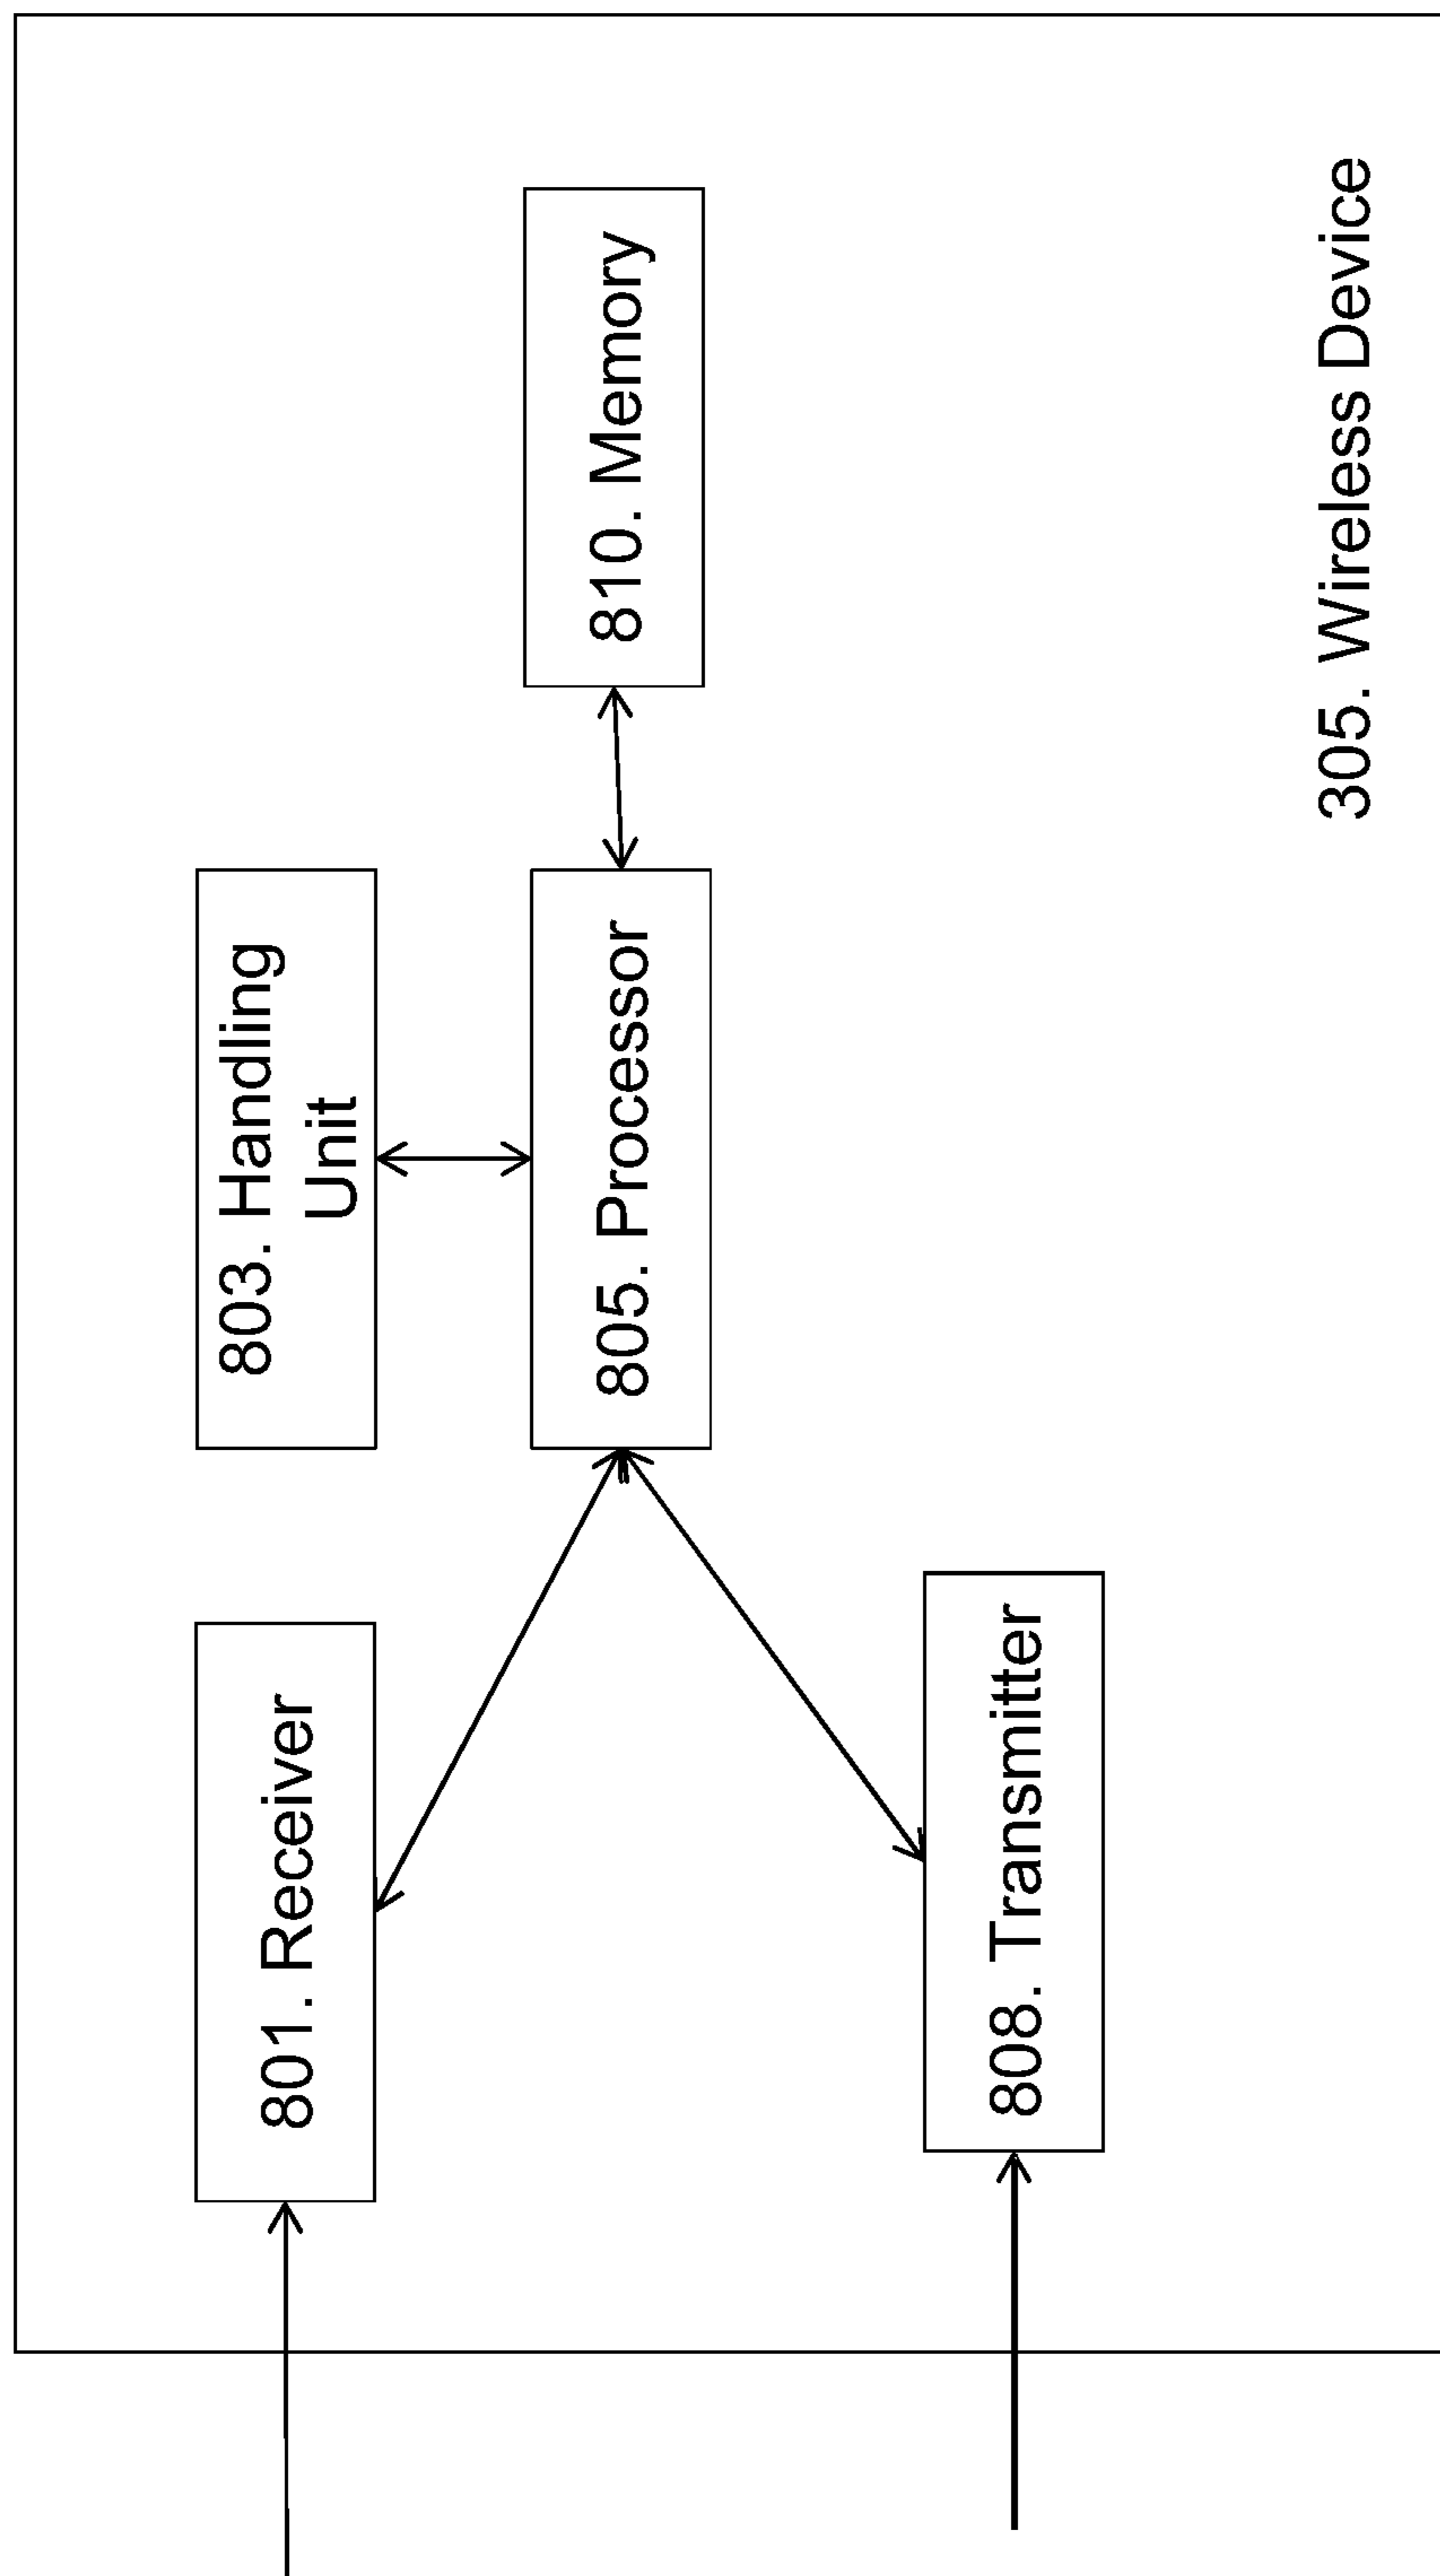 801. Receiver
803. Handling
Unit
805. Processor
810. Memory
808. Transmitter
305. Wireless Device